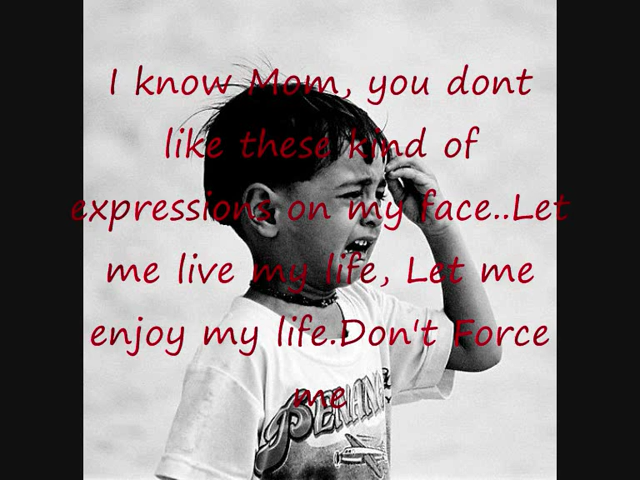 I know Mom, you dont
like these kind of
expressions on my face..Let
me live my life, Let me
enjoy my life.Don't Force
me